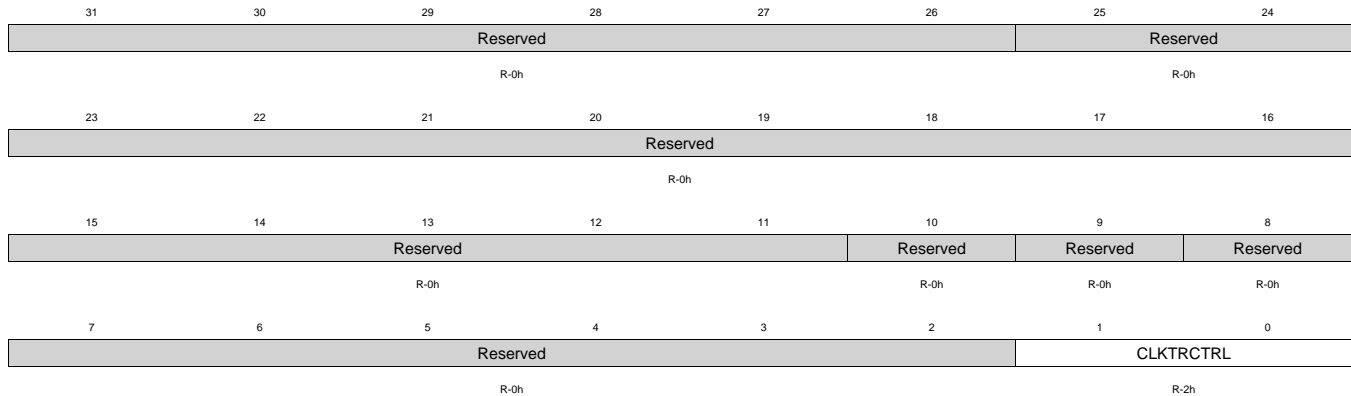 31 30 29 28 27 26 25 24
Reserved Reserved
R-0h R-0h
23 22 21 20 19 18 17 16
Reserved
R-0h
15 14 13 12 11 10 9 8
Reserved Reserved Reserved Reserved
R-0h R-0h R-0h R-0h
7 6 5 4 3 2 1 0
Reserved CLKTRCTRL
R-0h R-2h